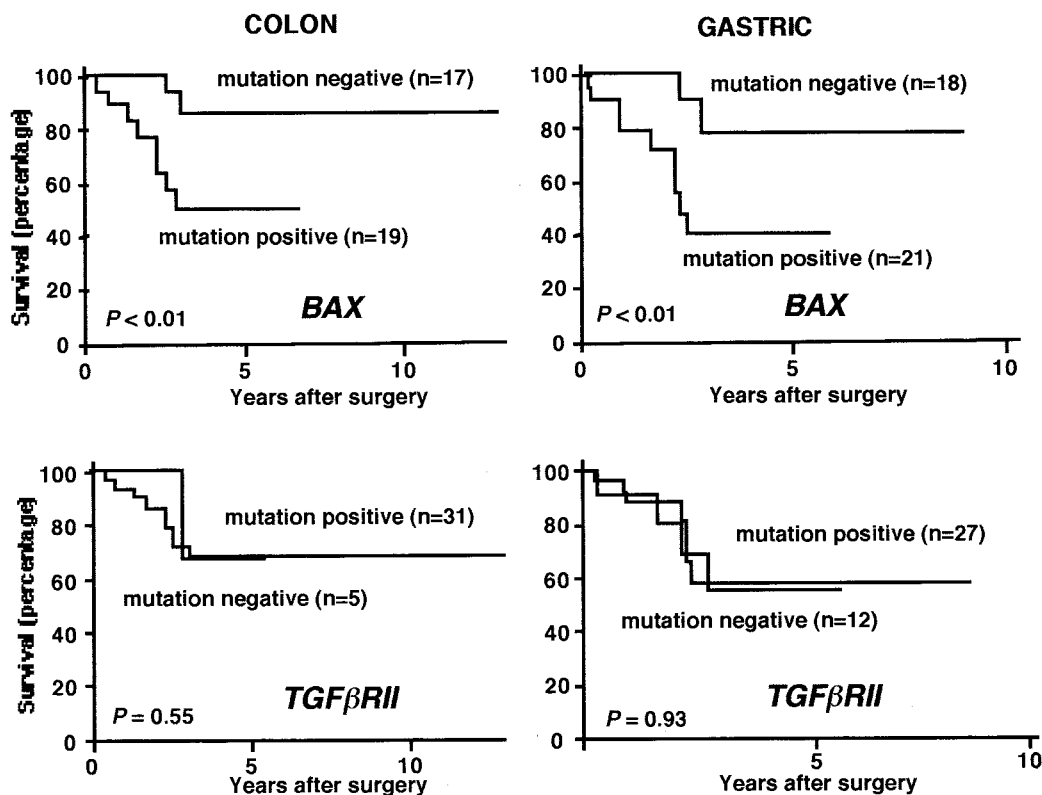 COLON
GASTRIC
Survival (percentage)
100
80
60
40
20
0
mutation negative (n=17)
mutation positive (n=19)
P < 0.01
BAX
0
5
10
Years after surgery
100
80
60
40
20
0
mutation negative (n=18)
mutation positive (n=21)
P < 0.01
BAX
0
5
10
Years after surgery
Survival (percentage)
100
80
60
40
20
0
mutation positive (n=31)
mutation negative (n=5)
P = 0.55
TGFβRII
0
5
10
Years after surgery
100
80
60
40
20
0
mutation positive (n=27)
mutation negative (n=12)
P = 0.93
TGFβRII
5
10
Years after surgery